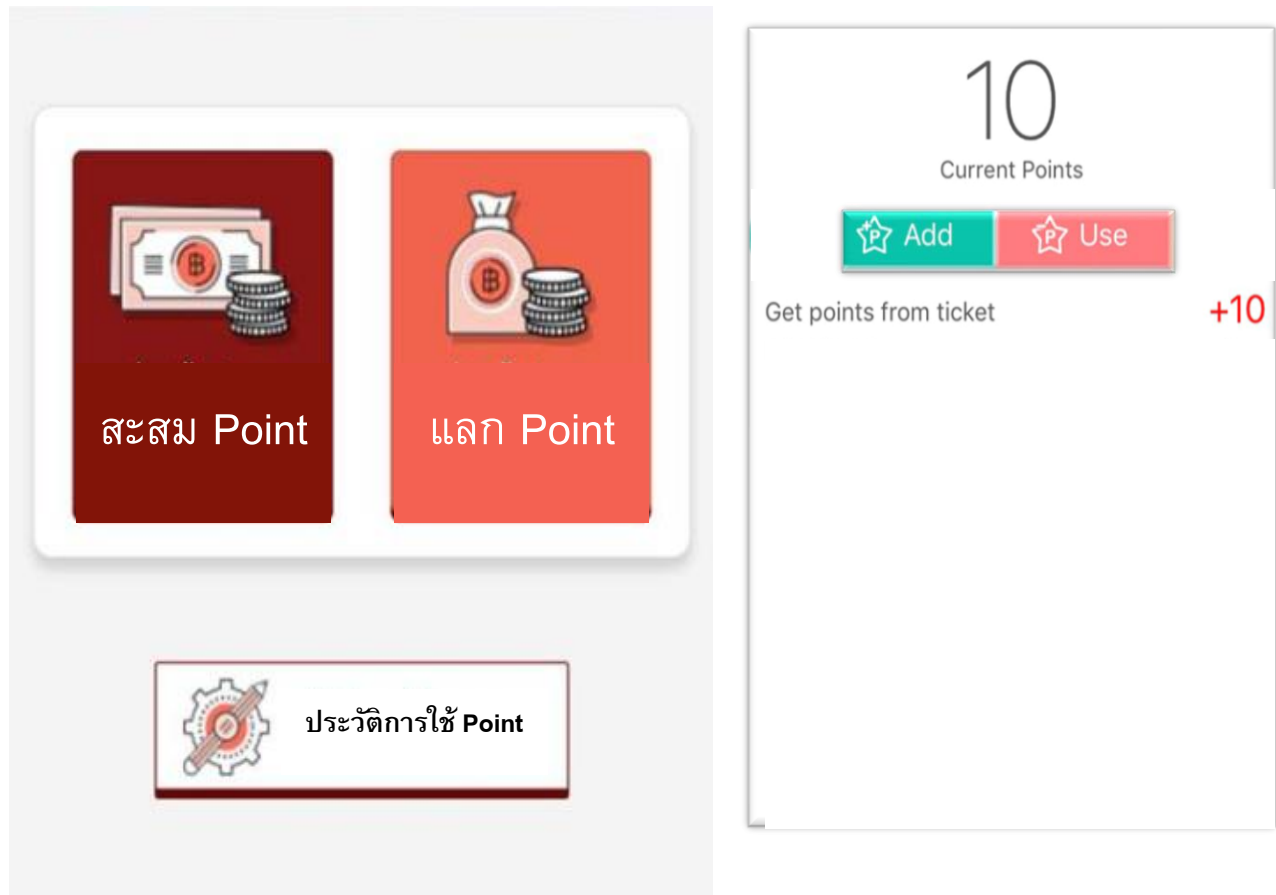 สะสม Point
แลก Point
ประวัติการใช้ Point
10
Current Points
Add
Use
Get points from ticket
+10